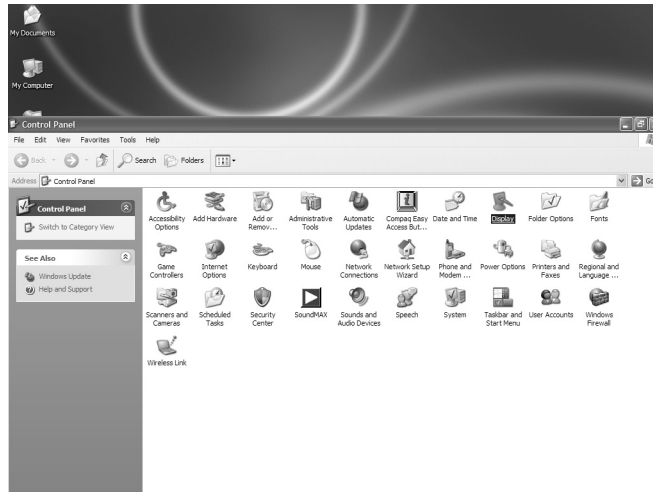 My Documents
My Computer
Control Panel
File Edit View Favorites Tools Help
Back Search Folders
Address Control Panel Go
Control Panel
Switch to Category View
See Also
Windows Update
Help and Support
Accessibility Options
Add Hardware
Add or Remov...
Administrative Tools
Automatic Updates
Compaq Easy Access But...
Date and Time
Display
Folder Options
Fonts
Game Controllers
Internet Options
Keyboard
Mouse
Network Connections
Network Setup Wizard
Phone and Modem ...
Power Options
Printers and Faxes
Regional and Language ...
Scanners and Cameras
Scheduled Tasks
Security Center
SoundMAX
Sounds and Audio Devices
Speech
System
Taskbar and Start Menu
User Accounts
Windows Firewall
Wireless Link